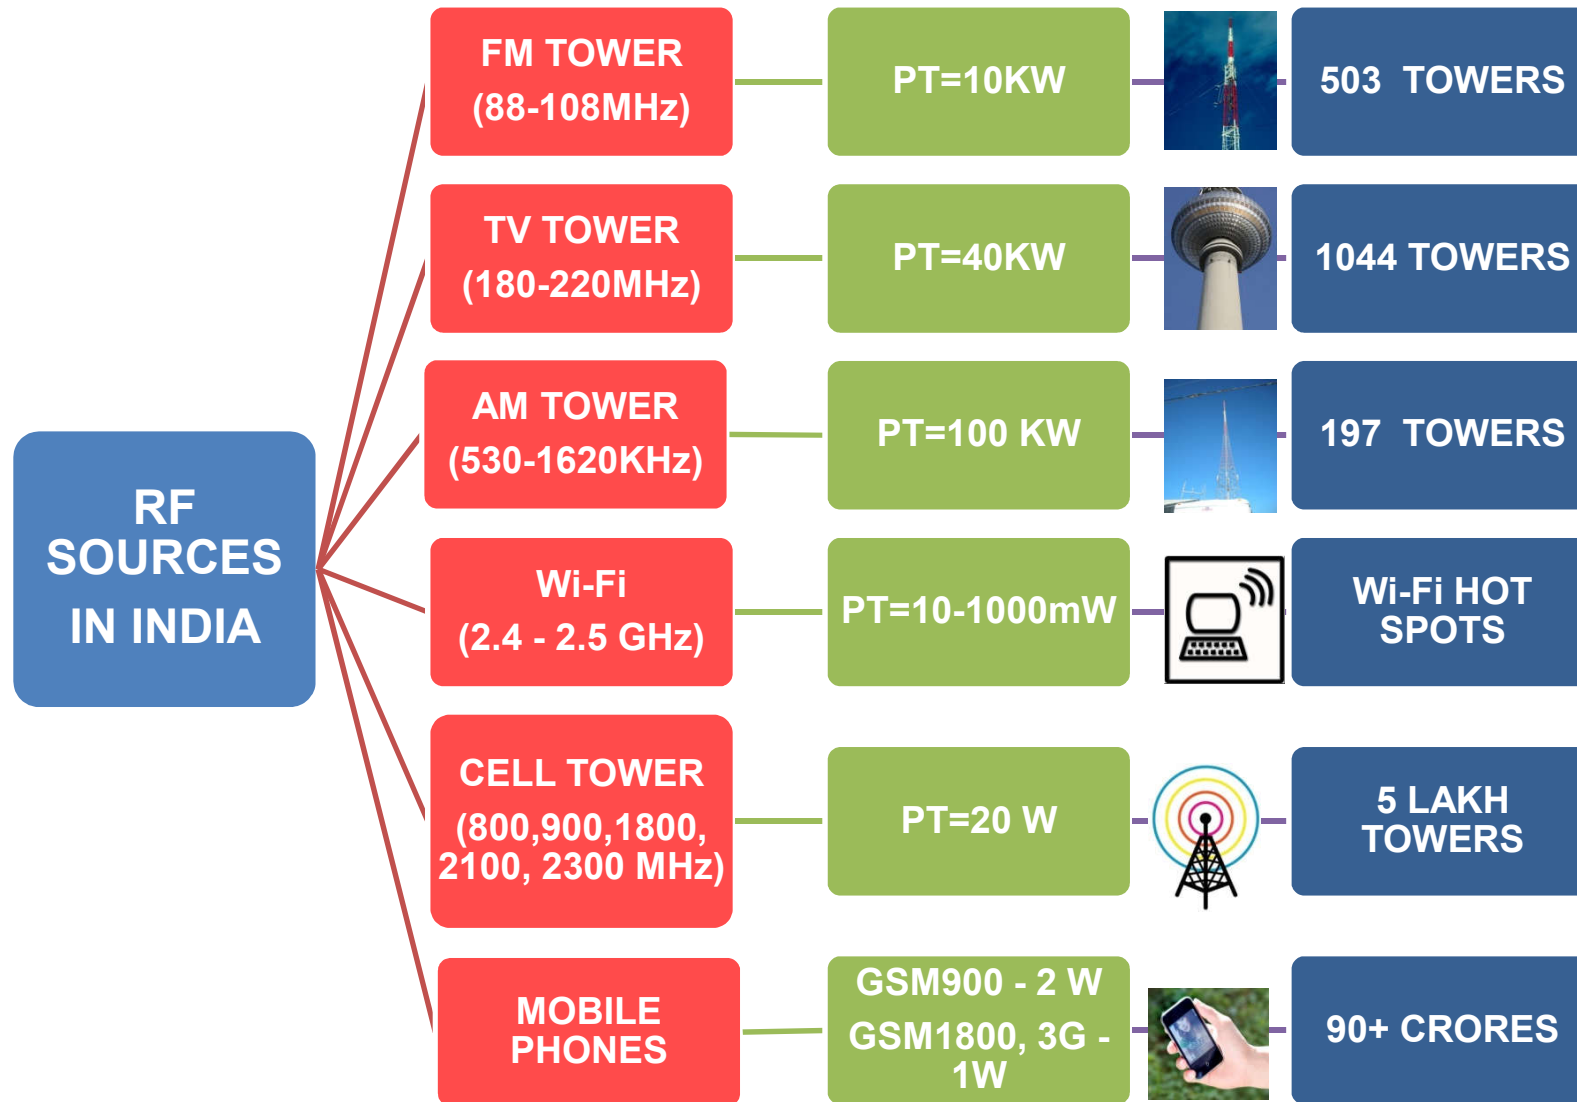 RF
SOURCES
IN INDIA
FM TOWER
(88-108MHz)
PT=10KW
503 TOWERS
TV TOWER
(180-220MHz)
PT=40KW
1044 TOWERS
AM TOWER
(530-1620KHz)
PT=100 KW
197 TOWERS
Wi-Fi
(2.4 - 2.5 GHz)
PT=10-1000mW
Wi-Fi HOT
SPOTS
CELL TOWER
(800,900,1800,
2100, 2300 MHz)
PT=20 W
5 LAKH
TOWERS
MOBILE
PHONES
GSM900 - 2 W
GSM1800, 3G -
1W
90+ CRORES